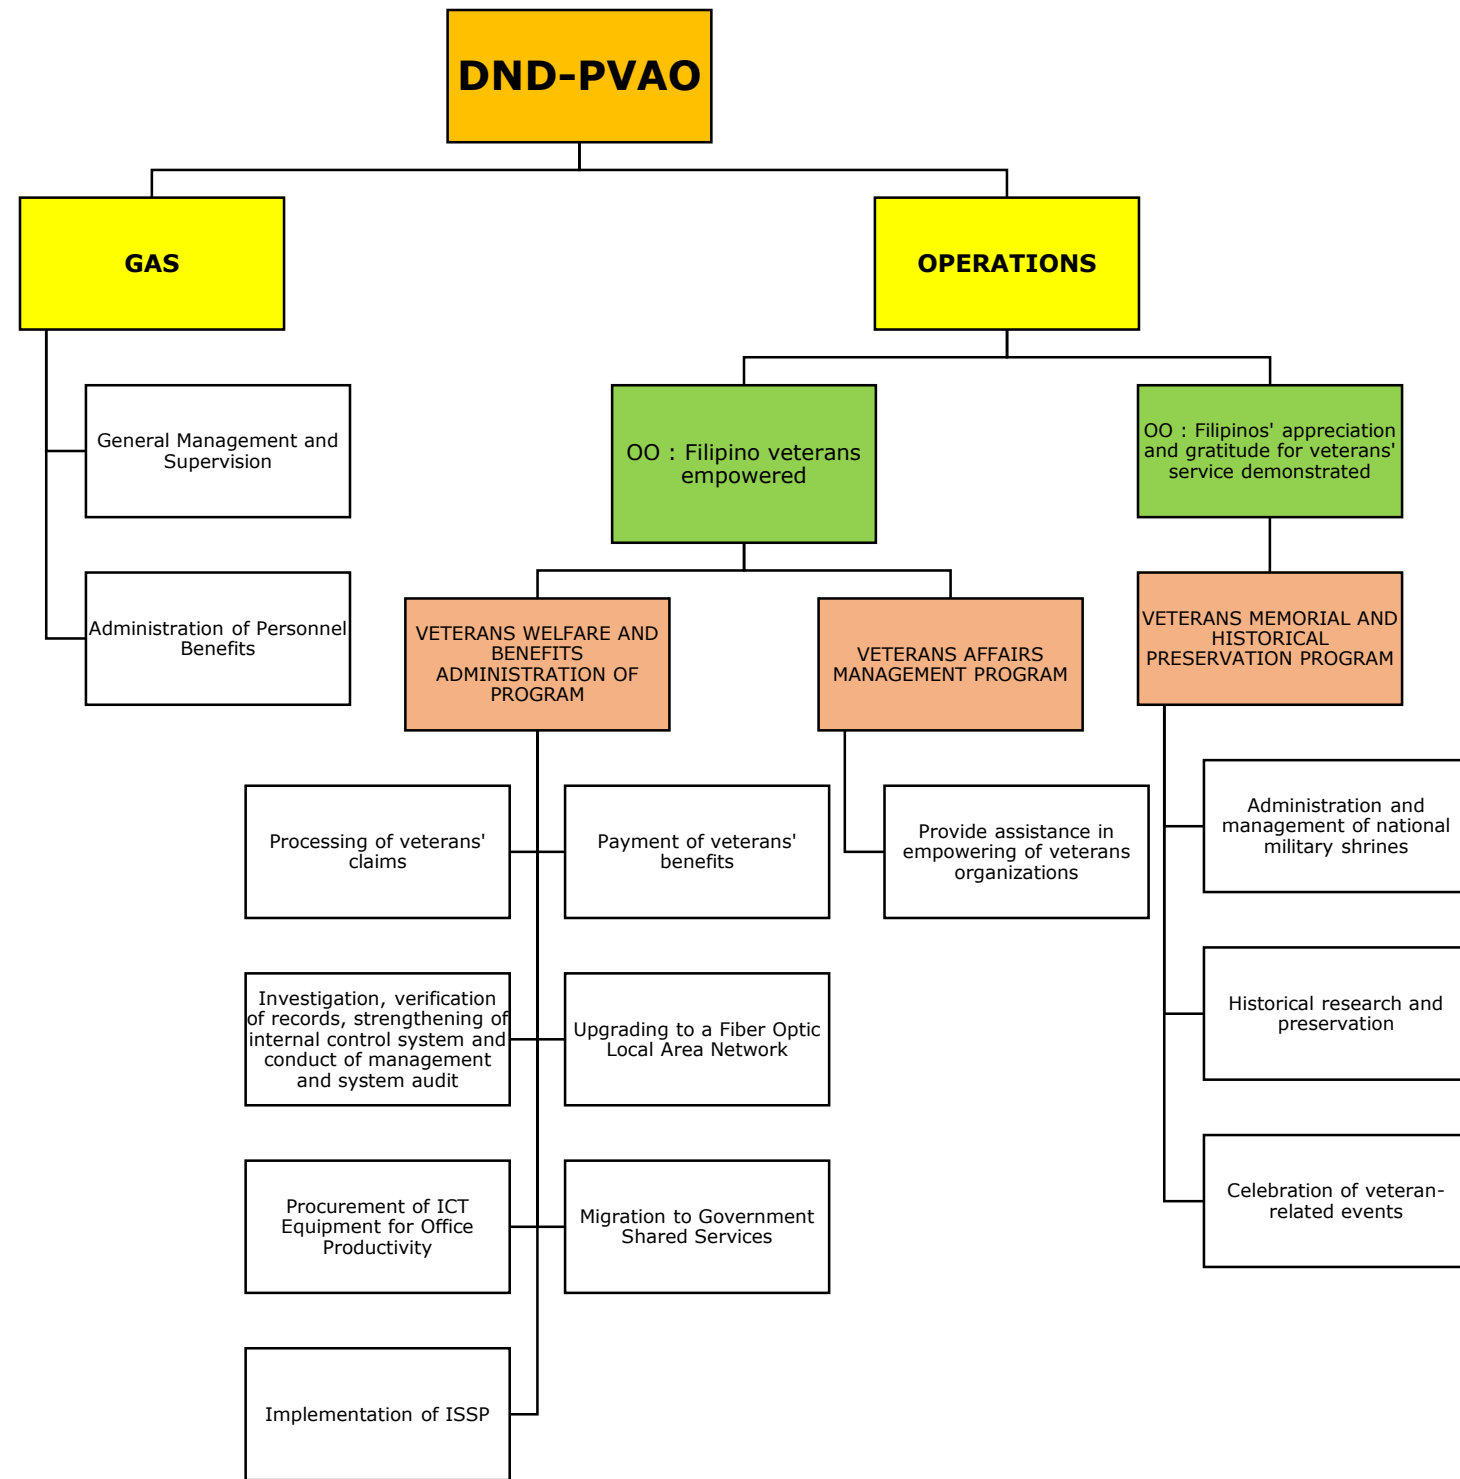 DND-PVAO
GAS
OPERATIONS
General Management and
Supervision
Administration of Personnel
Benefits
OO : Filipino veterans
empowered
OO : Filipinos' appreciation
and gratitude for veterans'
service demonstrated
VETERANS WELFARE AND
BENEFITS
ADMINISTRATION OF
PROGRAM
VETERANS AFFAIRS
MANAGEMENT PROGRAM
VETERANS MEMORIAL AND
HISTORICAL
PRESERVATION PROGRAM
Processing of veterans'
claims
Payment of veterans'
benefits
Investigation, verification
of records, strengthening of
internal control system and
conduct of management
and system audit
Upgrading to a Fiber Optic
Local Area Network
Procurement of ICT
Equipment for Office
Productivity
Migration to Government
Shared Services
Implementation of ISSP
Provide assistance in
empowering of veterans
organizations
Administration and
management of national
military shrines
Historical research and
preservation
Celebration of veteran-
related events